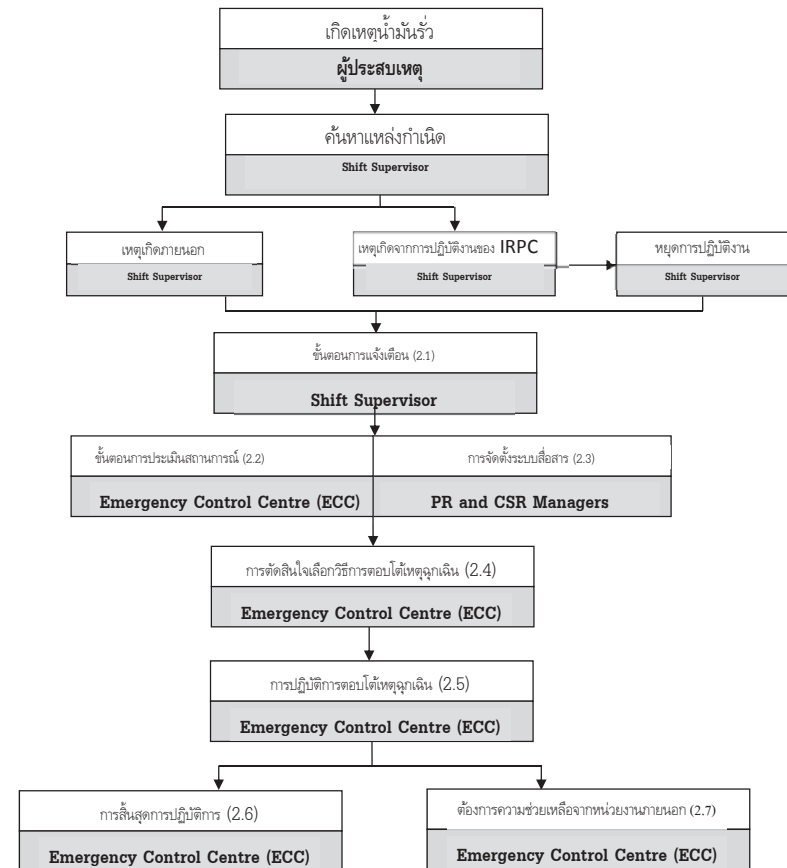 เกิดเหตุน้ำมันรั่ว
ผู้ประสบเหตุ
ค้นหาแหล่งกำเนิด
Shift Supervisor
เหตุเกิดภายนอก
Shift Supervisor
เหตุเกิดจากการปฏิบัติงานของ IRPC
Shift Supervisor
หยุดการปฏิบัติงาน
Shift Supervisor
ขั้นตอนการแจ้งเตือน (2.1)
Shift Supervisor
ขั้นตอนการประเมินสถานการณ์ (2.2)
Emergency Control Centre (ECC)
การจัดตั้งระบบสื่อสาร (2.3)
PR and CSR Managers
การตัดสินใจเลือกวิธีการตอบโต้เหตุฉุกเฉิน (2.4)
Emergency Control Centre (ECC)
การปฏิบัติการตอบโต้เหตุฉุกเฉิน (2.5)
Emergency Control Centre (ECC)
การสิ้นสุดการปฏิบัติการ (2.6)
Emergency Control Centre (ECC)
ต้องการความช่วยเหลือจากหน่วยงานภายนอก (2.7)
Emergency Control Centre (ECC)